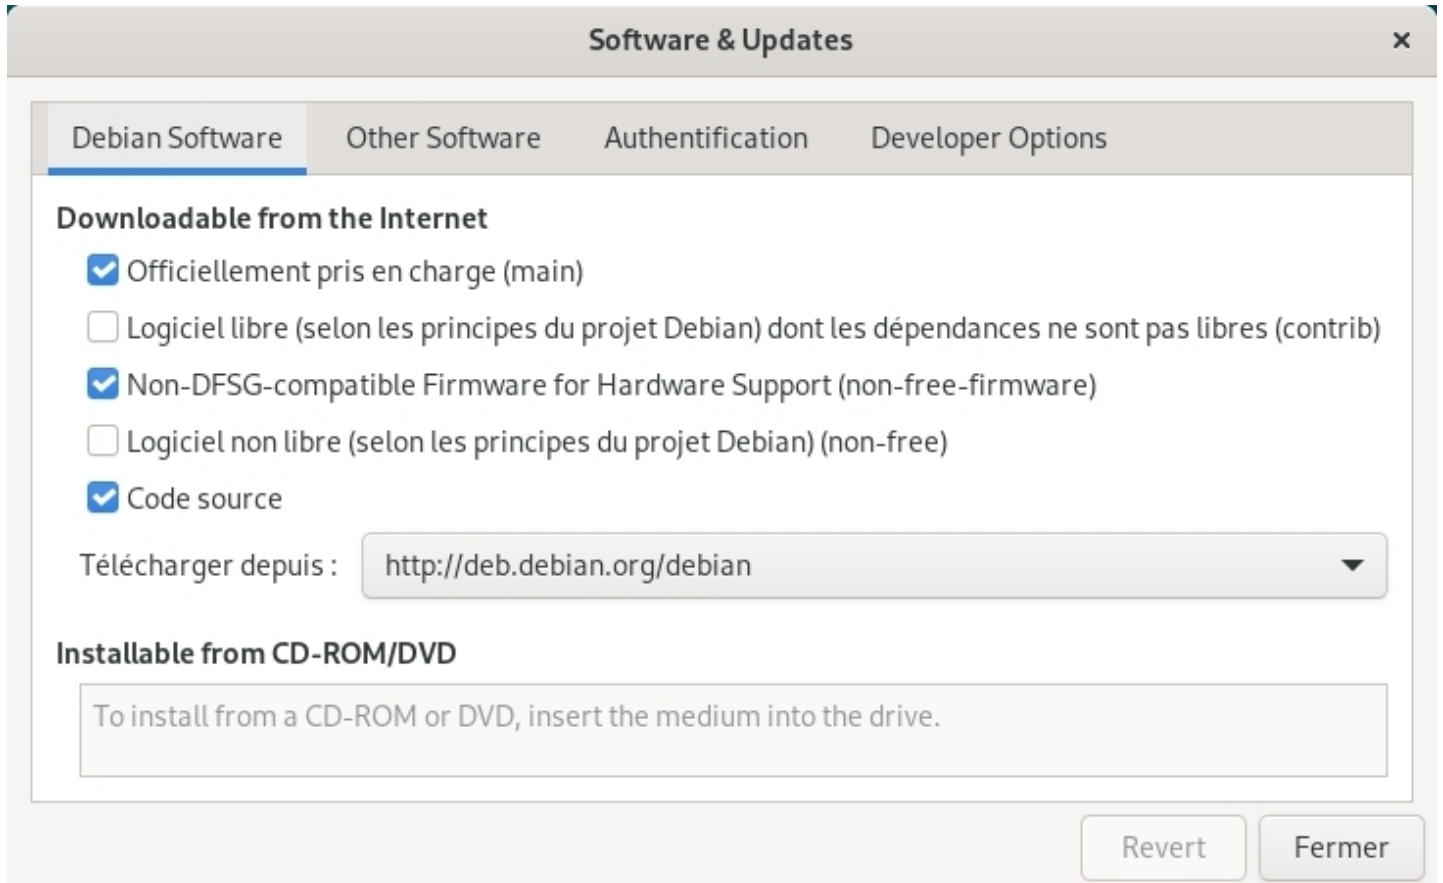 Software & Updates
Debian Software Other Software Authentification Developer Options
Downloadable from the Internet
Officiellement pris en charge (main)
Logiciel libre (selon les principes du projet Debian) dont les dépendances ne sont pas libres (contrib)
Non-DFSG-compatible Firmware for Hardware Support (non-free-firmware)
Logiciel non libre (selon les principes du projet Debian) (non-free)
Code source
Télécharger depuis : http://deb.debian.org/debian
Installable from CD-ROM/DVD
To install from a CD-ROM or DVD, insert the medium into the drive.
Revert Fermer